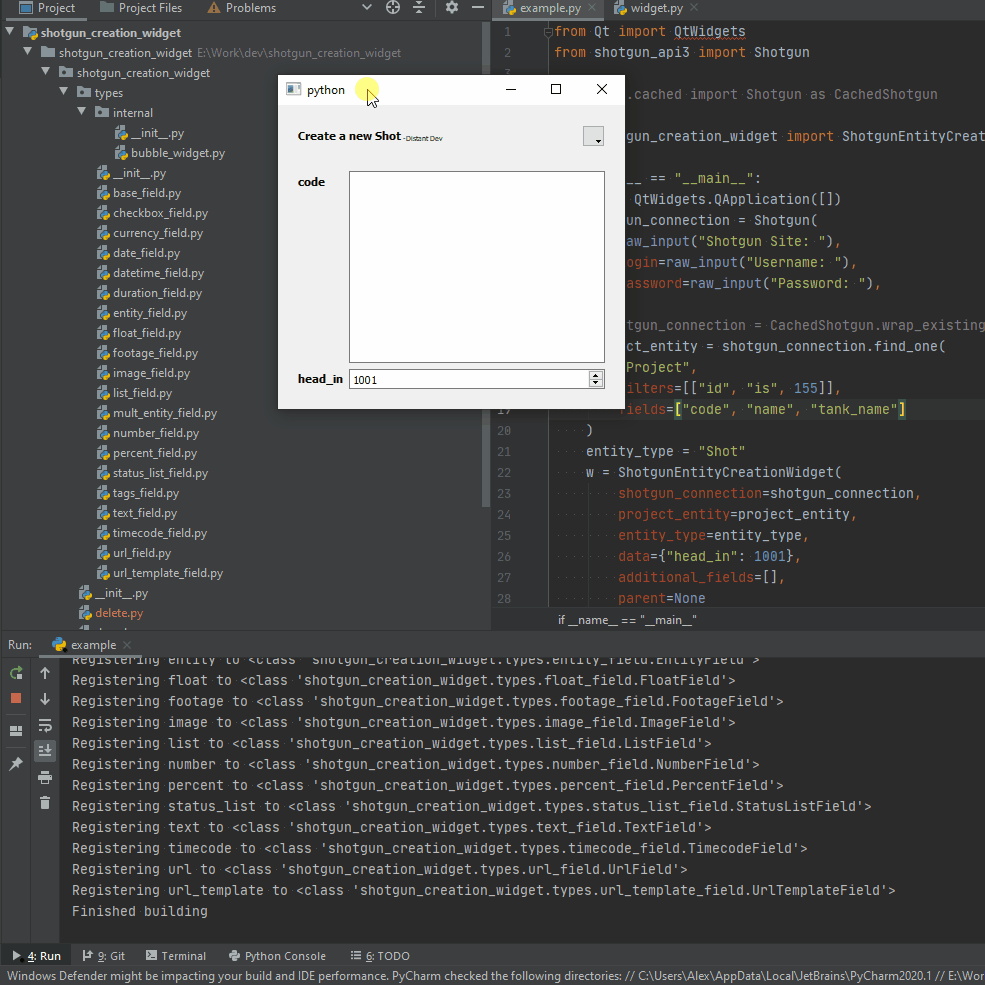 Project
Project Files
Problems
example.py
widget.py
shotgun_creation_widget
shotgun_creation_widget E:\Work\dev\shotgun_creation_widget
shotgun_creation_widget
types
internal
__init__.py
bubble_widget.py
__init__.py
base_field.py
checkbox_field.py
currency_field.py
date_field.py
datetime_field.py
duration_field.py
entity_field.py
float_field.py
footage_field.py
image_field.py
list_field.py
mult_entity_field.py
number_field.py
percent_field.py
status_list_field.py
tags_field.py
text_field.py
timecode_field.py
url_field.py
url_template_field.py
__init__.py
delete.py
python
Create a new Shot -Distant Dev
code
head_in 1001
1 from Qt import QtWidgets
2 from shotgun_api3 import Shotgun
3
.cached import Shotgun as CachedShotgun
gun_creation_widget import ShotgunEntityCreat
__ == "__main__":
QtWidgets.QApplication([])
un_connection = Shotgun(
aw_input("Shotgun Site: "),
ogin=raw_input("Username: "),
assword=raw_input("Password: "),
tgun_connection = CachedShotgun.wrap_existing
ct_entity = shotgun_connection.find_one(
Project",
ilters=[["id", "is", 155]],
19 ields=["code", "name", "tank_name"]
20 )
21 entity_type = "Shot"
22 w = ShotgunEntityCreationWidget(
23 shotgun_connection=shotgun_connection,
24 project_entity=project_entity,
25 entity_type=entity_type,
26 data={"head_in": 1001},
27 additional_fields=[],
28 parent=None
if __name__ == "__main__"
Run: example
Registering entity to <class 'shotgun_creation_widget.types.entity_field.EntityField'>
Registering float to <class 'shotgun_creation_widget.types.float_field.FloatField'>
Registering footage to <class 'shotgun_creation_widget.types.footage_field.FootageField'>
Registering image to <class 'shotgun_creation_widget.types.image_field.ImageField'>
Registering list to <class 'shotgun_creation_widget.types.list_field.ListField'>
Registering number to <class 'shotgun_creation_widget.types.number_field.NumberField'>
Registering percent to <class 'shotgun_creation_widget.types.percent_field.PercentField'>
Registering status_list to <class 'shotgun_creation_widget.types.status_list_field.StatusListField'>
Registering text to <class 'shotgun_creation_widget.types.text_field.TextField'>
Registering timecode to <class 'shotgun_creation_widget.types.timecode_field.TimecodeField'>
Registering url to <class 'shotgun_creation_widget.types.url_field.UrlField'>
Registering url_template to <class 'shotgun_creation_widget.types.url_template_field.UrlTemplateField'>
Finished building
4: Run
9: Git
Terminal
Python Console
6: TODO
Windows Defender might be impacting your build and IDE performance. PyCharm checked the following directories: // C:\Users\Alex\AppData\Local\JetBrains\PyCharm2020.1 // E:\Wor